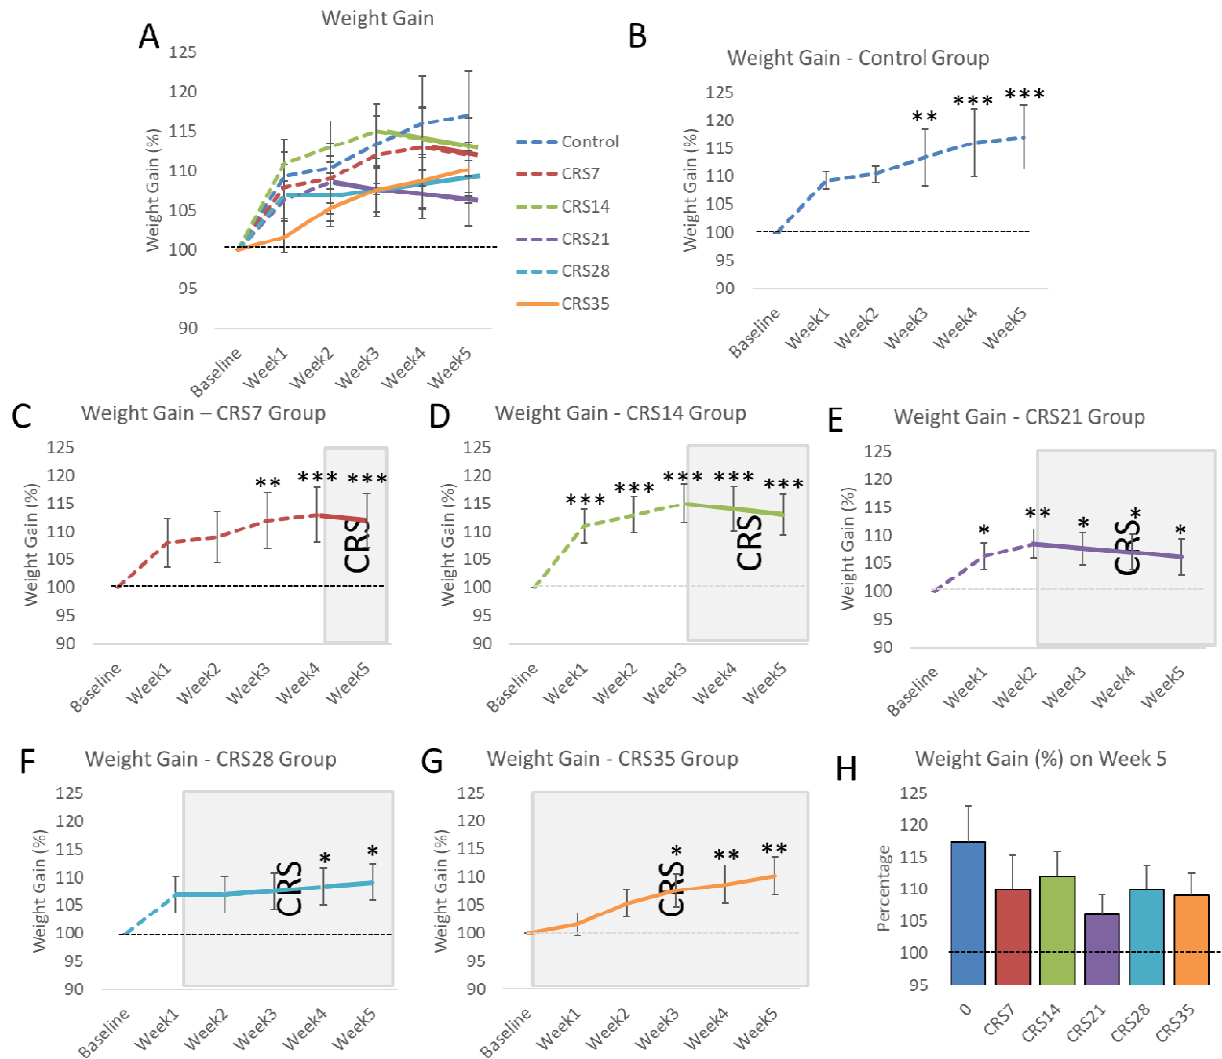 A
Weight Gain
Weight Gain (%)
125
120
115
110
105
100
95
90
Baseline
Week1
Week2
Week3
Week4
Week5
Control
CRS7
CRS14
CRS21
CRS28
CRS35
B
Weight Gain - Control Group
Weight Gain (%)
125
120
115
110
105
100
95
90
** *** ***
Baseline
Week1
Week2
Week3
Week4
Week5
C
Weight Gain – CRS7 Group
Weight Gain (%)
125
120
115
110
105
100
95
90
** *** ***
CRS
Baseline
Week1
Week2
Week3
Week4
Week5
D
Weight Gain - CRS14 Group
Weight Gain (%)
125
120
115
110
105
100
95
90
*** *** *** *** ***
CRS
Baseline
Week1
Week2
Week3
Week4
Week5
E
Weight Gain - CRS21 Group
Weight Gain (%)
125
120
115
110
105
100
95
90
* ** * * *
CRS
Baseline
Week1
Week2
Week3
Week4
Week5
F
Weight Gain - CRS28 Group
Weight Gain (%)
125
120
115
110
105
100
95
90
* *
CRS
Baseline
Week1
Week2
Week3
Week4
Week5
G
Weight Gain - CRS35 Group
Weight Gain (%)
125
120
115
110
105
100
95
90
* ** **
CRS
Baseline
Week1
Week2
Week3
Week4
Week5
H
Weight Gain (%) on Week 5
Percentage
125
120
115
110
105
100
95
0
CRS7
CRS14
CRS21
CRS28
CRS35